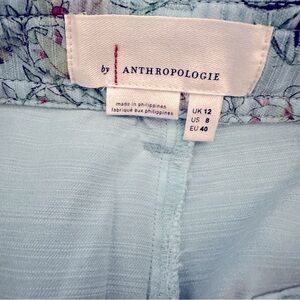 by ANTHROPOLOGIE
made in philippines
fabriqué aux philippines
UK 12
US 8
EU 40